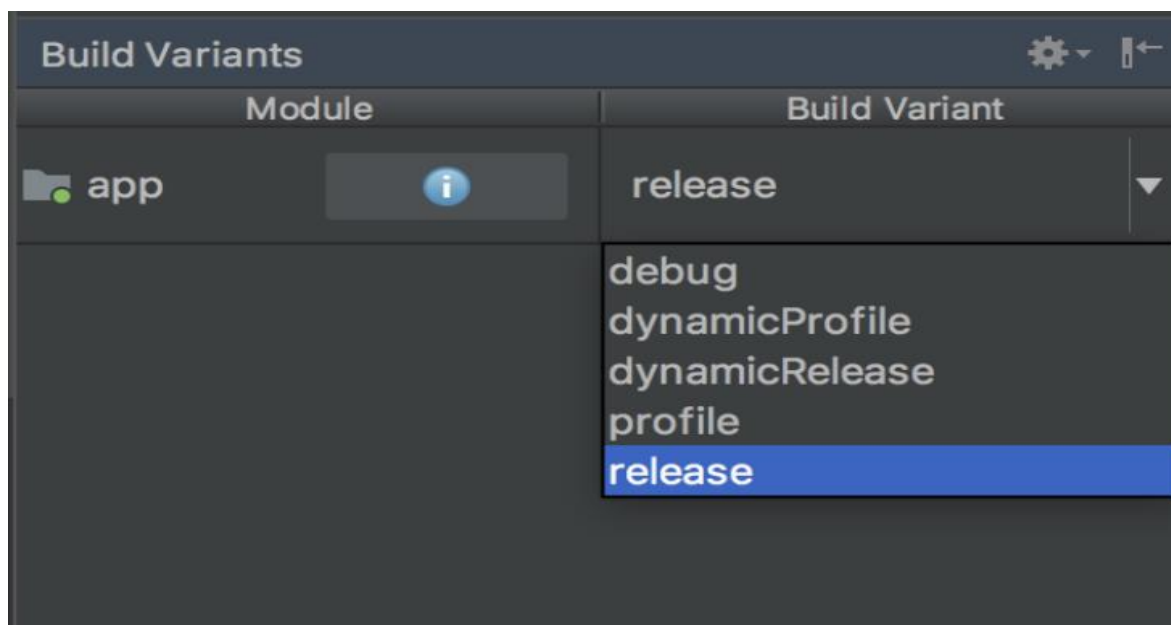 Build Variants
Module Build Variant
app release
debug
dynamicProfile
dynamicRelease
profile
release